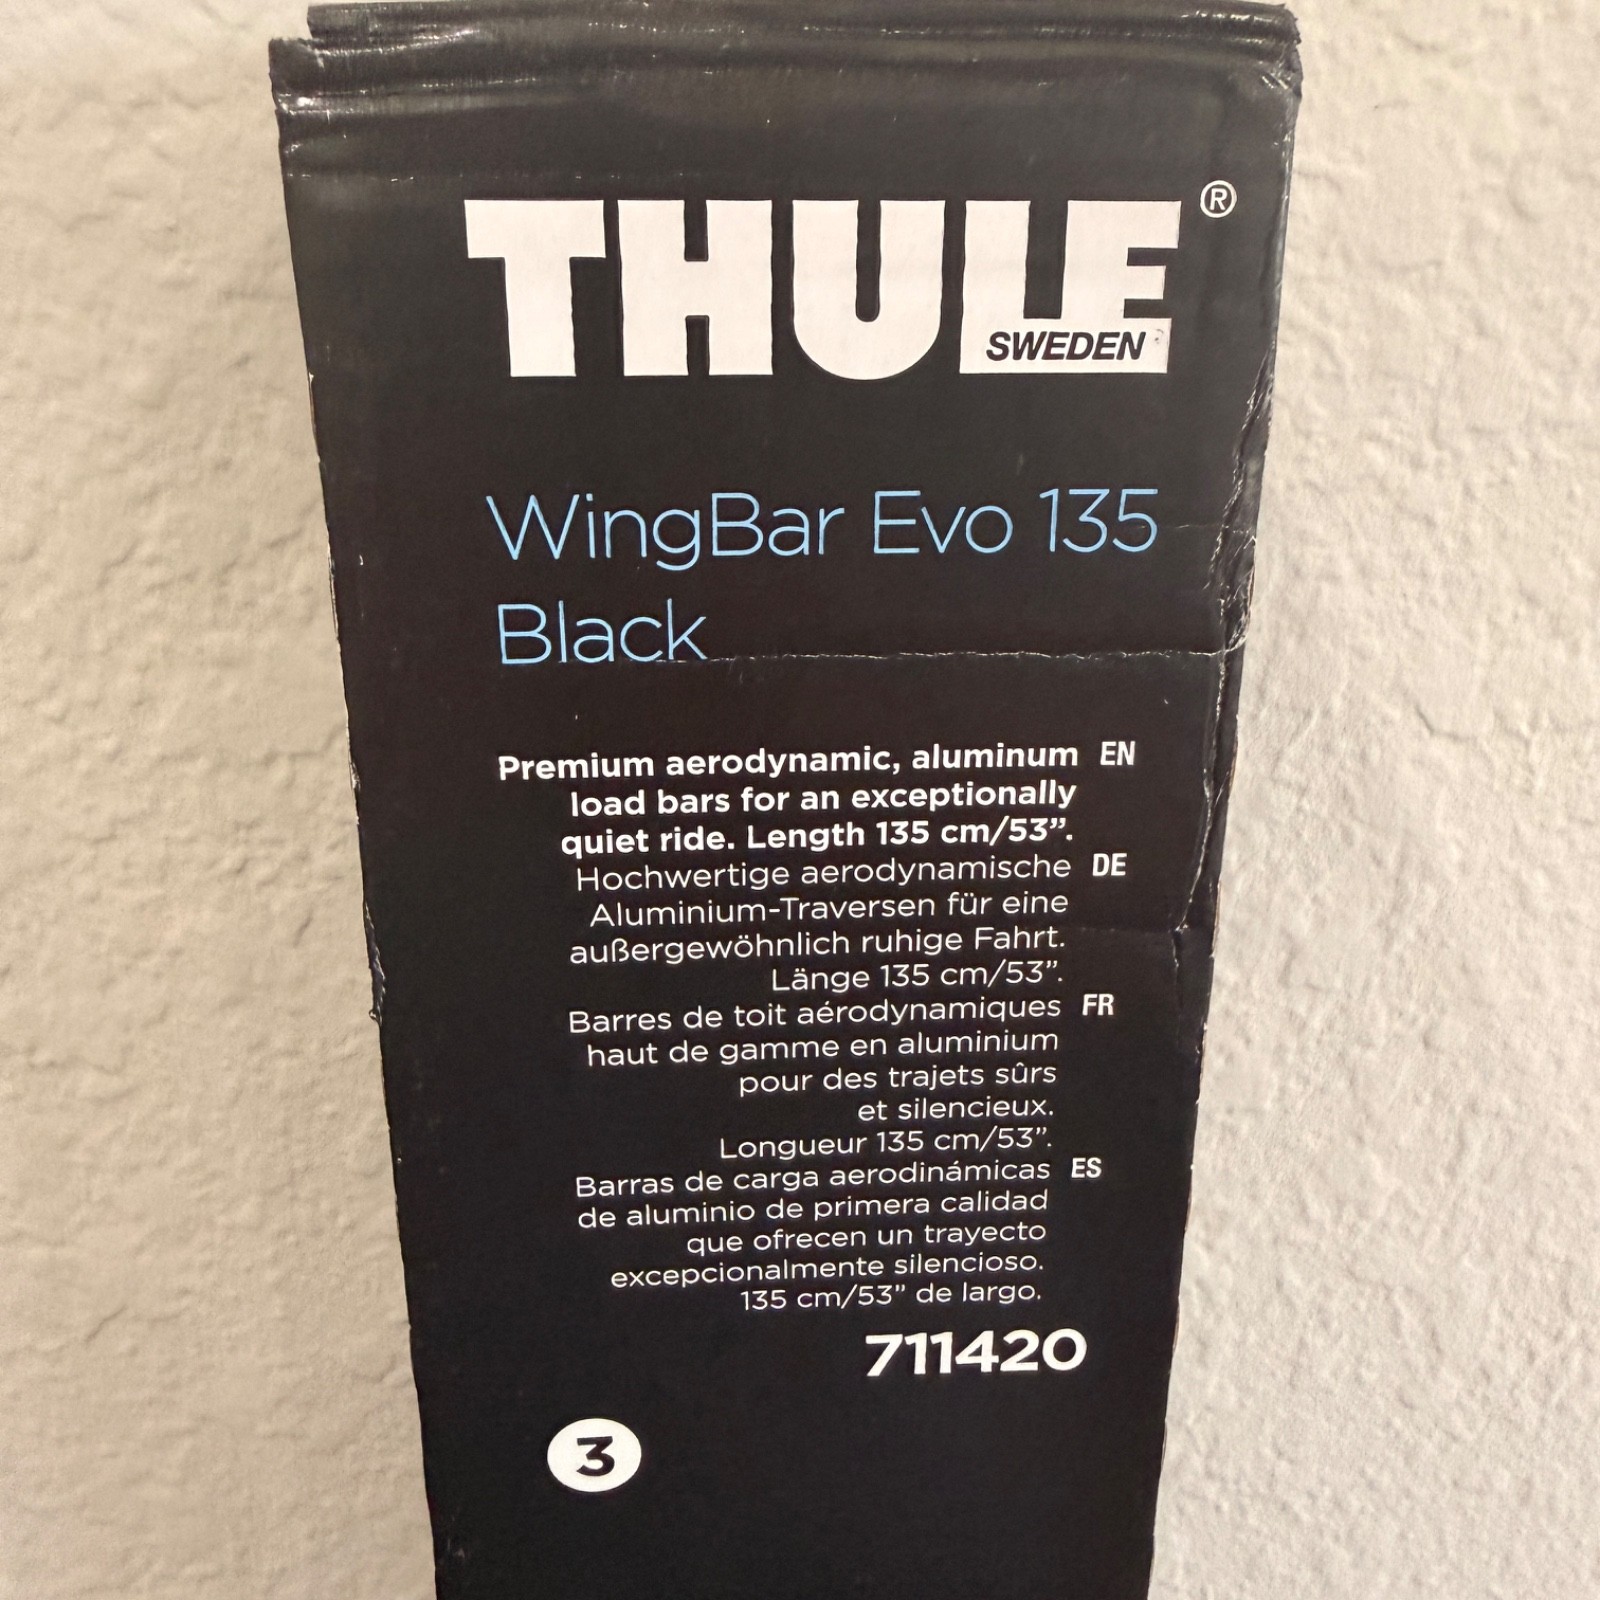 THULE®
SWEDEN
WingBar Evo 135
Black
Premium aerodynamic, aluminum EN
load bars for an exceptionally
quiet ride. Length 135 cm/53”.
Hochwertige aerodynamische DE
Aluminium-Traversen für eine
außergewöhnlich ruhige Fahrt.
Länge 135 cm/53”.
Barres de toit aérodynamiques FR
haut de gamme en aluminium
pour des trajets sûrs
et silencieux.
Longueur 135 cm/53”.
Barras de carga aerodinámicas ES
de aluminio de primera calidad
que ofrecen un trayecto
excepcionalmente silencioso.
135 cm/53” de largo.
711420
3